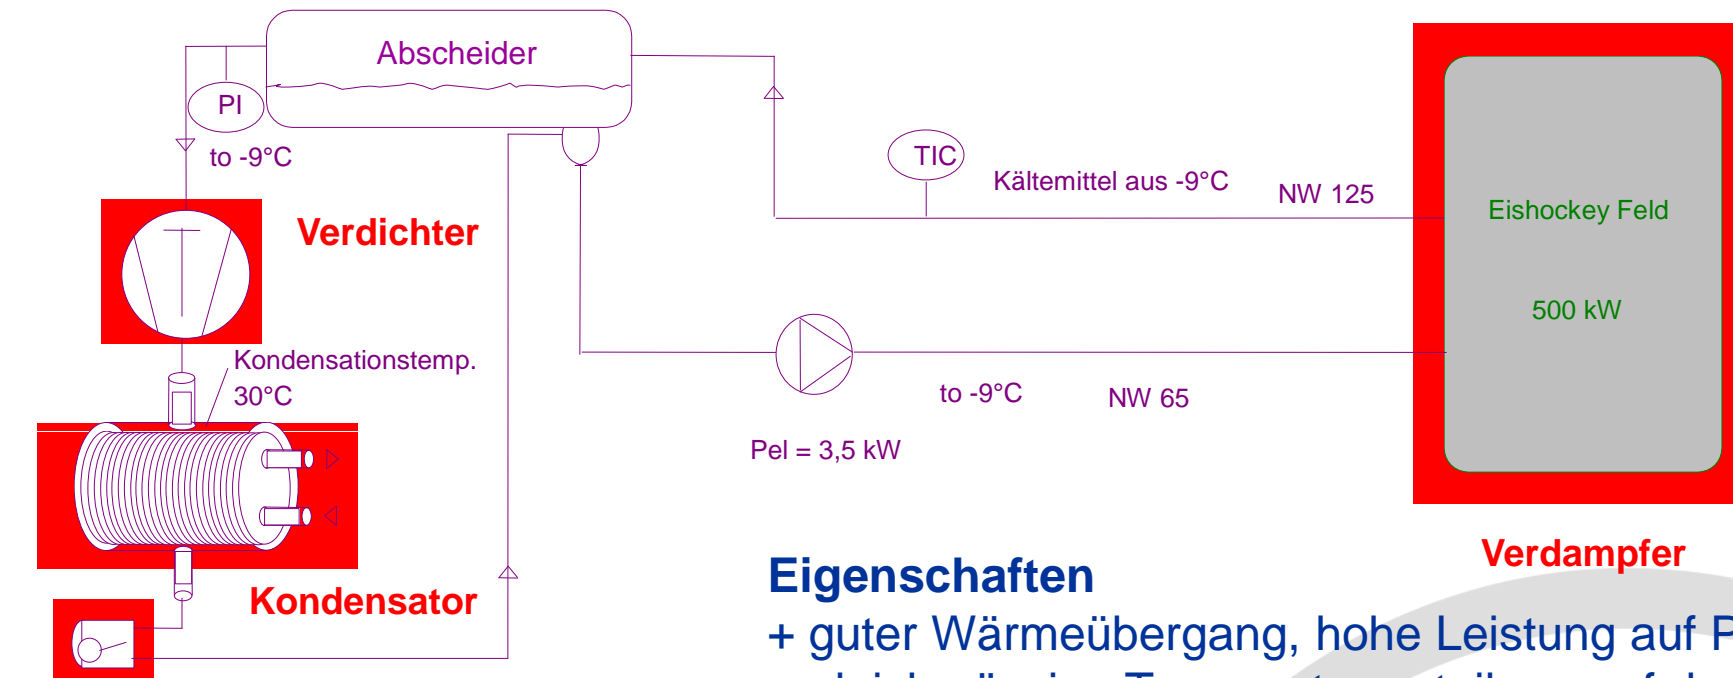 Abscheider
PI
to -9°C
TIC
Kältemittel aus -9°C
NW 125
Eishockey Feld
Verdichter
500 kW
Kondensationstemp.
30°C
to -9°C
NW 65
Pel = 3,5 kW
Verdampfer
Eigenschaften
Kondensator
+ guter Wärmeübergang, hohe Leistung auf